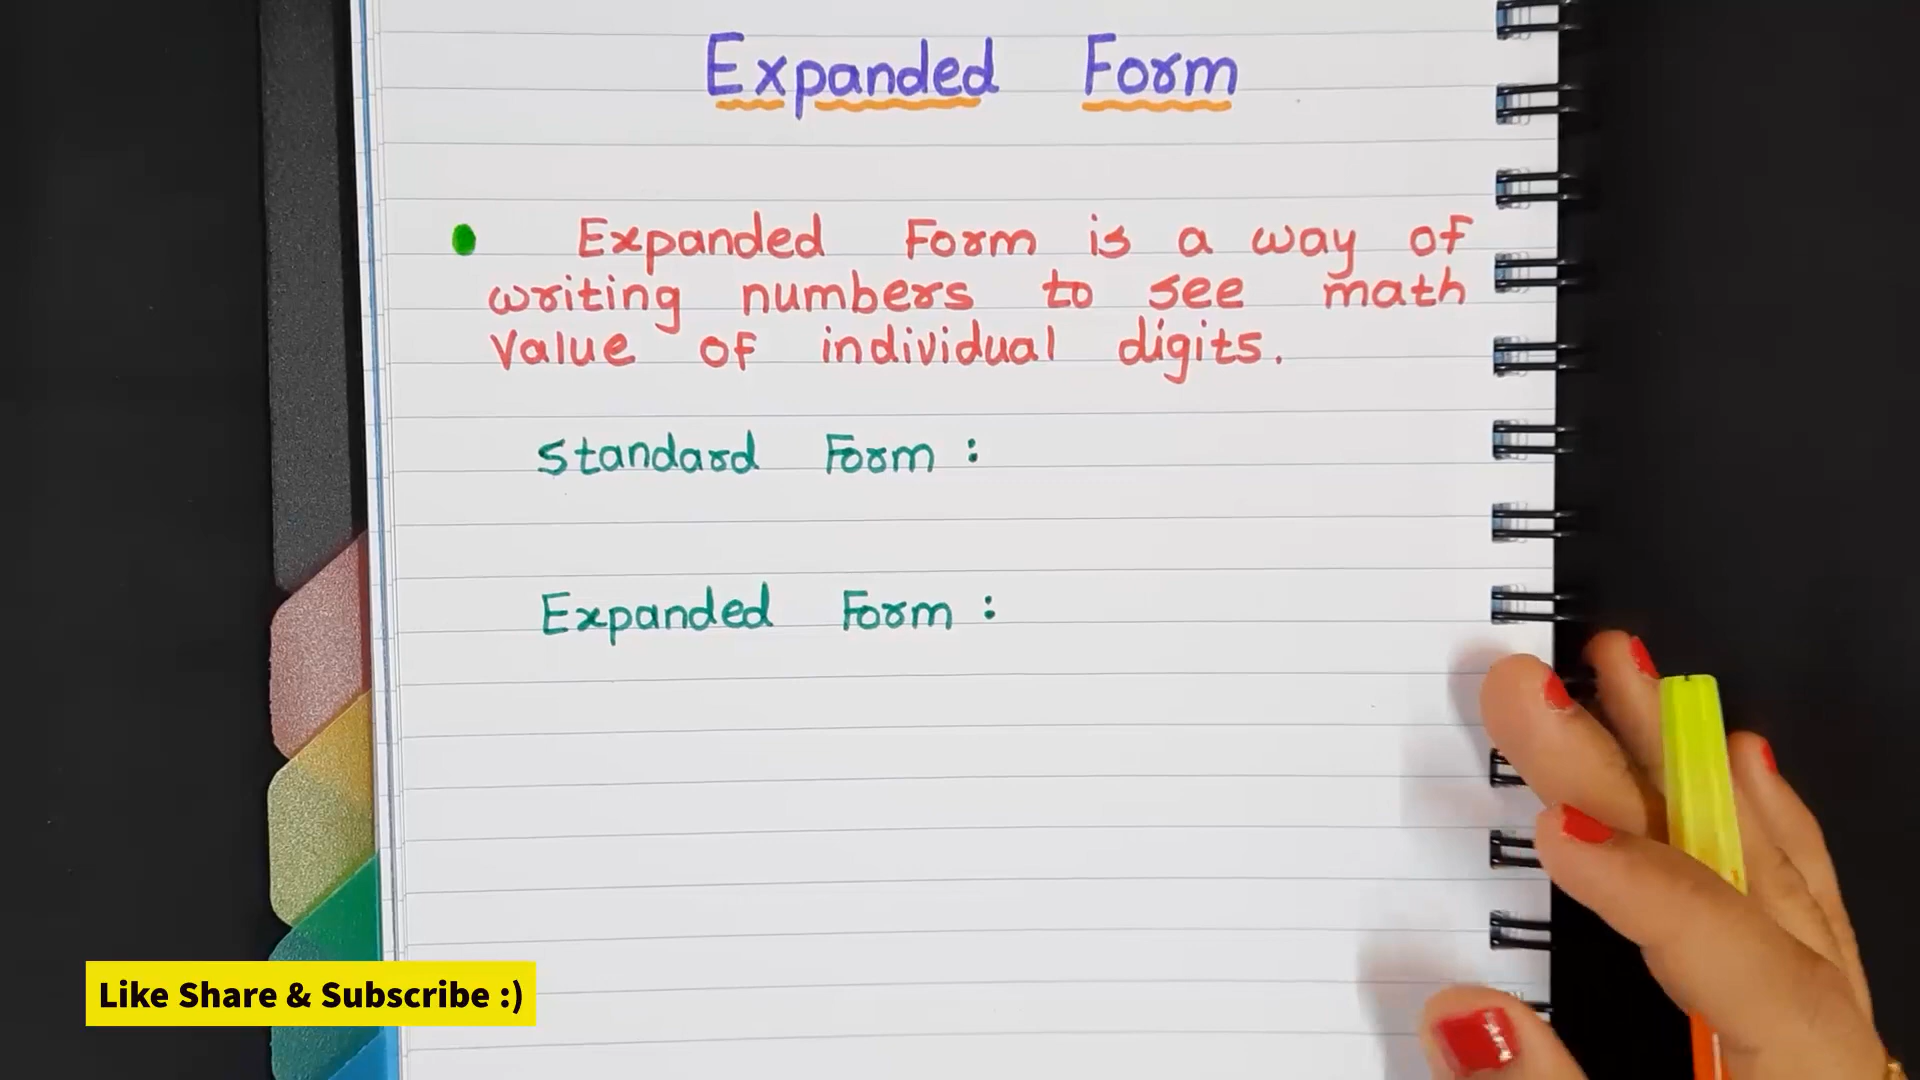 Expanded Form
Expanded Form is a way of
writing numbers to see math
Value of individual digits.
Standard Form :
Expanded Form :
Like Share & Subscribe :)